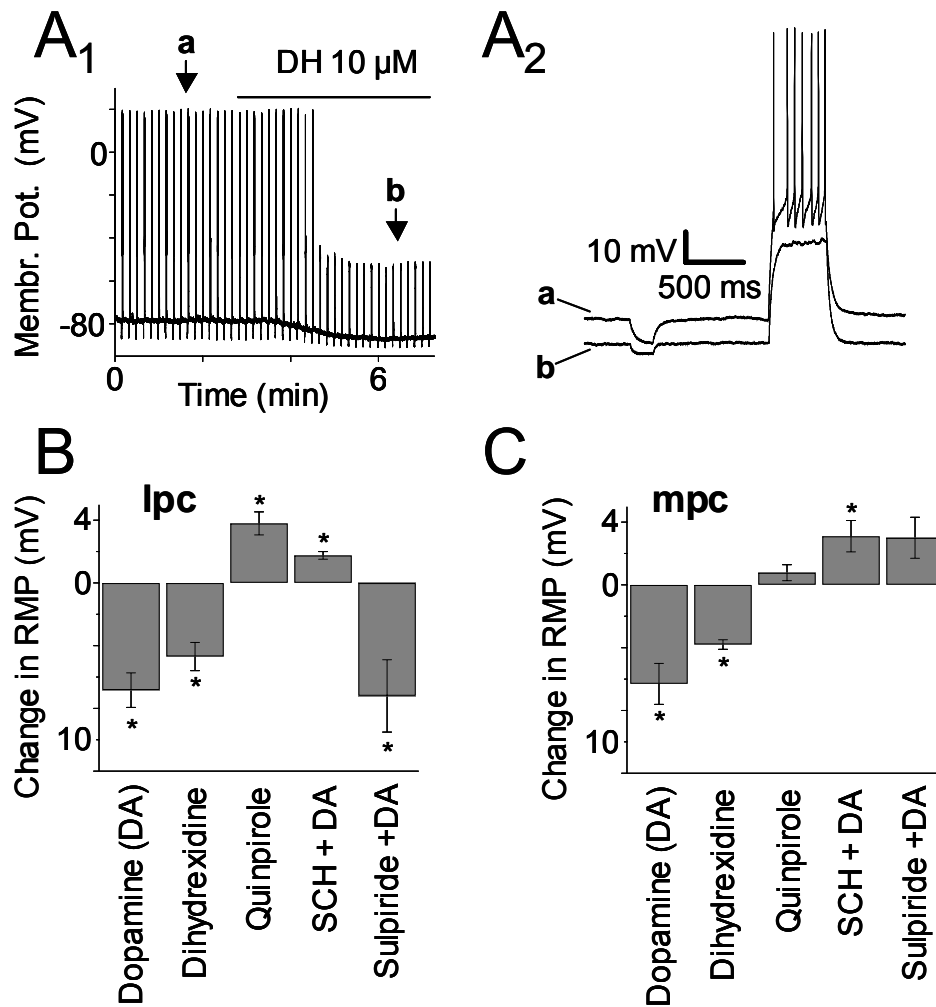 A1
a
DH 10 µM
b
Membr. Pot. (mV)
0
-80
0
6
Time (min)
A2
10 mV
500 ms
a
b
B
lpc
Change in RMP (mV)
4
0
10
*
*
*
*
*
Dopamine (DA)
Dihydrexidine
Quinpirole
SCH + DA
Sulpiride +DA
C
mpc
Change in RMP (mV)
4
0
10
*
*
*
Dopamine (DA)
Dihydrexidine
Quinpirole
SCH + DA
Sulpiride +DA